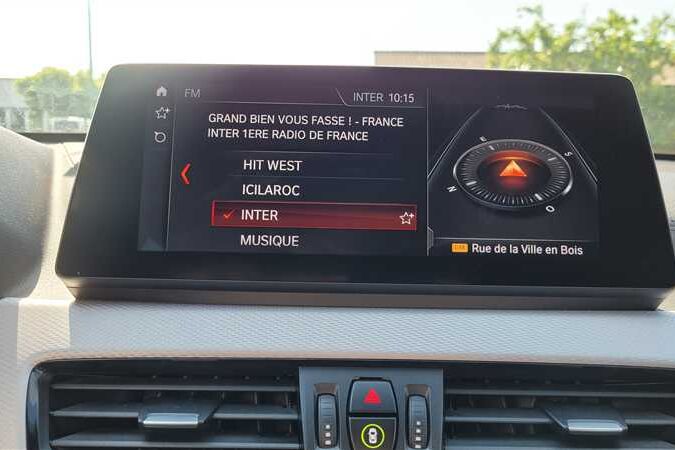 FM
INTER 10:15
GRAND BIEN VOUS FASSE ! - FRANCE
INTER 1ERE RADIO DE FRANCE
HIT WEST
ICILAROC
INTER
MUSIQUE
E
S
N
O
Rue de la Ville en Bois